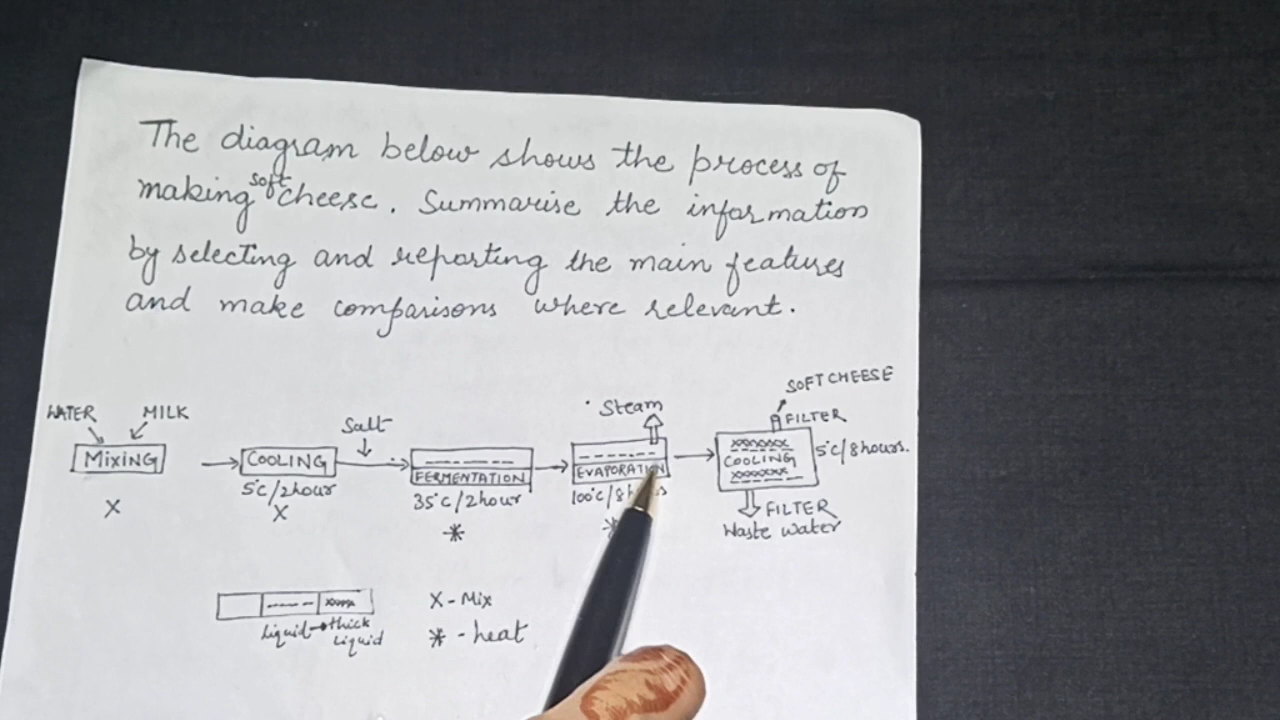 The diagram below shows the process of
making soft cheese. Summarise the information
by selecting and reporting the main features
and make comparisons where relevant.
WATER MILK
MIXING
X
COOLING
5°C/2hour
X
Salt
FERMENTATION
35°C/2hour
*
Steam
EVAPORATION
100°C/8
*
SOFT CHEESE
FILTER
COOLING
5°C/8hours.
FILTER
Waste water
liquid → thick
liquid
X - Mix
* - heat